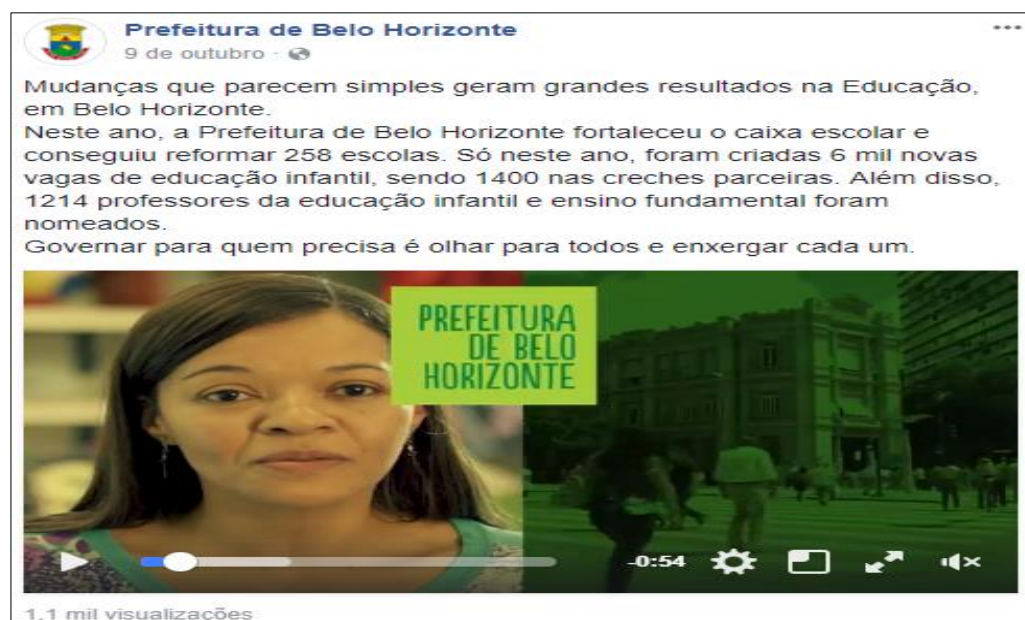 Prefeitura de Belo Horizonte
9 de outubro ·
Mudanças que parecem simples geram grandes resultados na Educação,
em Belo Horizonte.
Neste ano, a Prefeitura de Belo Horizonte fortaleceu o caixa escolar e
conseguiu reformar 258 escolas. Só neste ano, foram criadas 6 mil novas
vagas de educação infantil, sendo 1400 nas creches parceiras. Além disso,
1214 professores da educação infantil e ensino fundamental foram
nomeados.
Governar para quem precisa é olhar para todos e enxergar cada um.
PREFEITURA
DE BELO
HORIZONTE
-0:54
1,1 mil visualizações